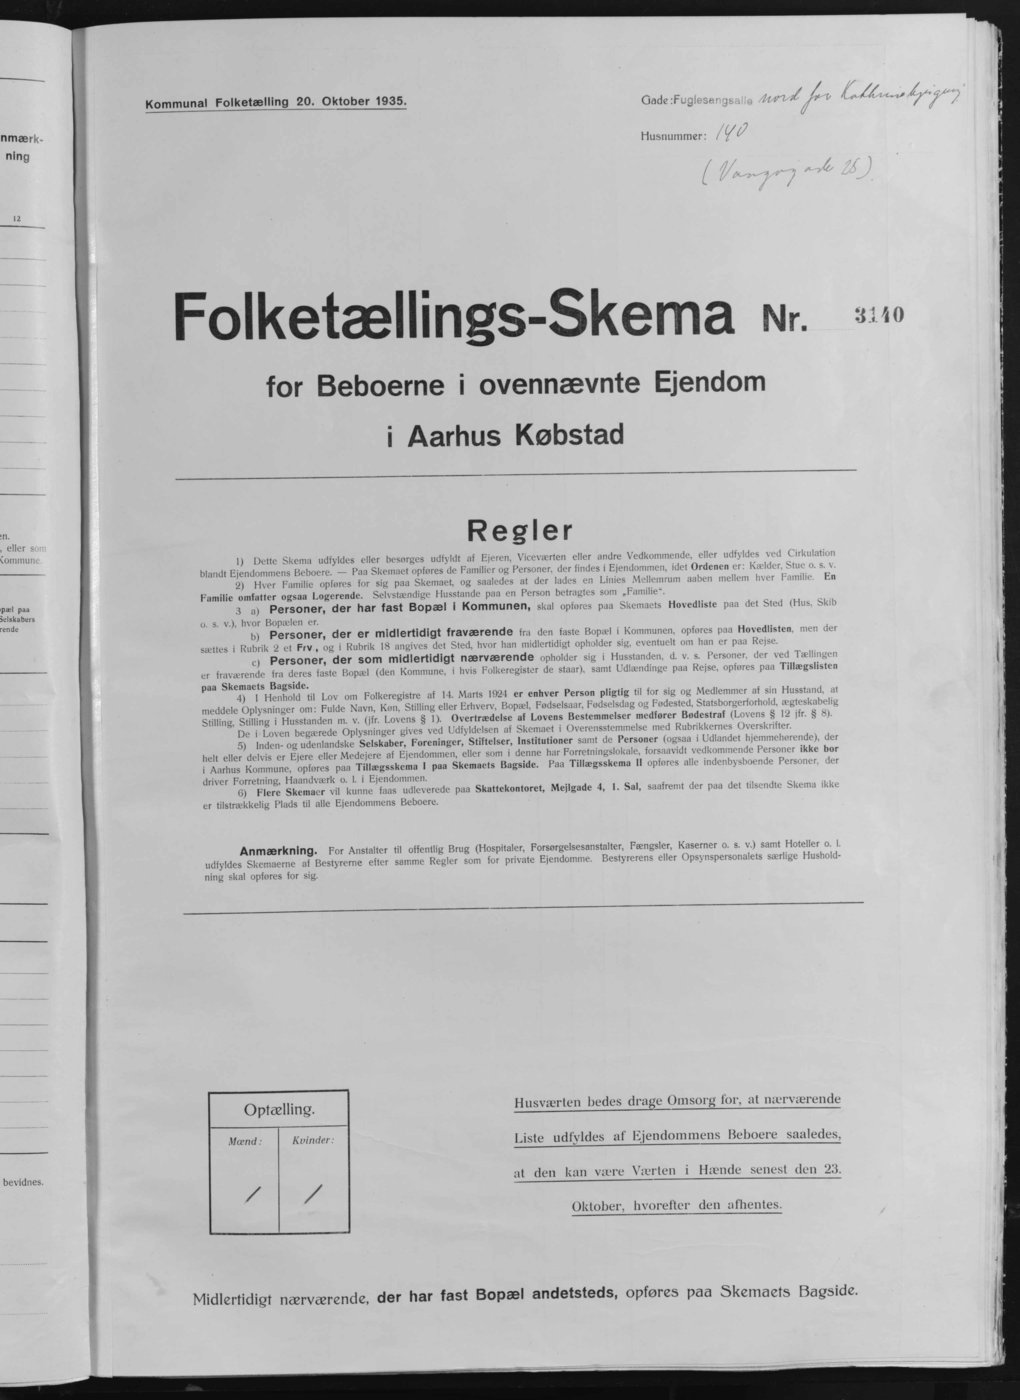 nmærk-
ning
12
en.
, eller som
Kommune.
opæl paa
Selskabers
rende
bevidnes.
Kommunal Folketælling 20. Oktober 1935.
Gade: Fuglesangsalle nord for
Husnummer: 140
Folketællings-Skema Nr. 3140
for Beboerne i ovennævnte Ejendom
i Aarhus Købstad
Regler
1) Dette Skema udfyldes eller besørges udfyldt af Ejeren, Viceværten eller andre Vedkommende, eller udfyldes ved Cirkulation
blandt Ejendommens Beboere. — Paa Skemaet opføres de Familier og Personer, der findes i Ejendommen, idet Ordenen er: Kælder, Stue o. s. v.
2) Hver Familie opføres for sig paa Skemaet, og saaledes at der lades en Linies Mellemrum aaben mellem hver Familie. En
Familie omfatter ogsaa Logerende. Selvstændige Husstande paa en Person betragtes som „Familie“.
3 a) Personer, der har fast Bopæl i Kommunen, skal opføres paa Skemaets Hovedliste paa det Sted (Hus, Skib
o. s. v.), hvor Bopælen er.
b) Personer, der er midlertidigt fraværende fra den faste Bopæl i Kommunen, opføres paa Hovedlisten, men der
sættes i Rubrik 2 et Frv., og i Rubrik 18 angives det Sted, hvor han midlertidigt opholder sig, eventuelt om han er paa Rejse.
c) Personer, der som midlertidigt nærværende opholder sig i Husstanden, d. v. s. Personer, der ved Tællingen
er fraværende fra deres faste Bopæl (den Kommune, i hvis Folkeregister de staar), samt Udlændinge paa Rejse, opføres paa Tillægslisten
paa Skemaets Bagside.
4) I Henhold til Lov om Folkeregistre af 14. Marts 1924 er enhver Person pligtig til for sig og Medlemmer af sin Husstand, at
meddele Oplysninger om: Fulde Navn, Køn, Stilling eller Erhverv, Bopæl, Fødselsaar, Fødselsdag og Fødested, Statsborgerforhold, ægteskabelig
Stilling, Stilling i Husstanden m. v. (jfr. Lovens § 1). Overtrædelse af Lovens Bestemmelser medfører Bødestraf (Lovens § 12 jfr. § 8).
De i Loven begærede Oplysninger gives ved Udfyldelsen af Skemaet i Overensstemmelse med Rubrikkernes Overskrifter.
5) Inden- og udenlandske Selskaber, Foreninger, Stiftelser, Institutioner samt de Personer (ogsaa i Udlandet hjemmehørende), der
helt eller delvis er Ejere eller Medejere af Ejendommen, eller som i denne har Forretningslokale, forsaavidt vedkommende Personer ikke bor
i Aarhus Kommune, opføres paa Tillægsskema I paa Skemaets Bagside. Paa Tillægsskema II opføres alle indenbysboende Personer, der
driver Forretning, Haandværk o. l. i Ejendommen.
6) Flere Skemaer vil kunne faas udleverede paa Skattekontoret, Mejlgade 4, 1. Sal, saafremt der paa det tilsendte Skema ikke
er tilstrækkelig Plads til alle Ejendommens Beboere.
Anmærkning. For Anstalter til offentlig Brug (Hospitaler, Forsørgelsesanstalter, Fængsler, Kaserner o. s. v.) samt Hoteller o. l.
udfyldes Skemaerne af Bestyrerne efter samme Regler som for private Ejendomme. Bestyrerens eller Opsynspersonalets særlige Hushold-
ning skal opføres for sig.
Optælling.
Mænd: Kvinder:
/ /
Husværten bedes drage Omsorg for, at nærværende
Liste udfyldes af Ejendommens Beboere saaledes,
at den kan være Værten i Hænde senest den 23.
Oktober, hvorefter den afhentes.
Midlertidigt nærværende, der har fast Bopæl andetsteds, opføres paa Skemaets Bagside.